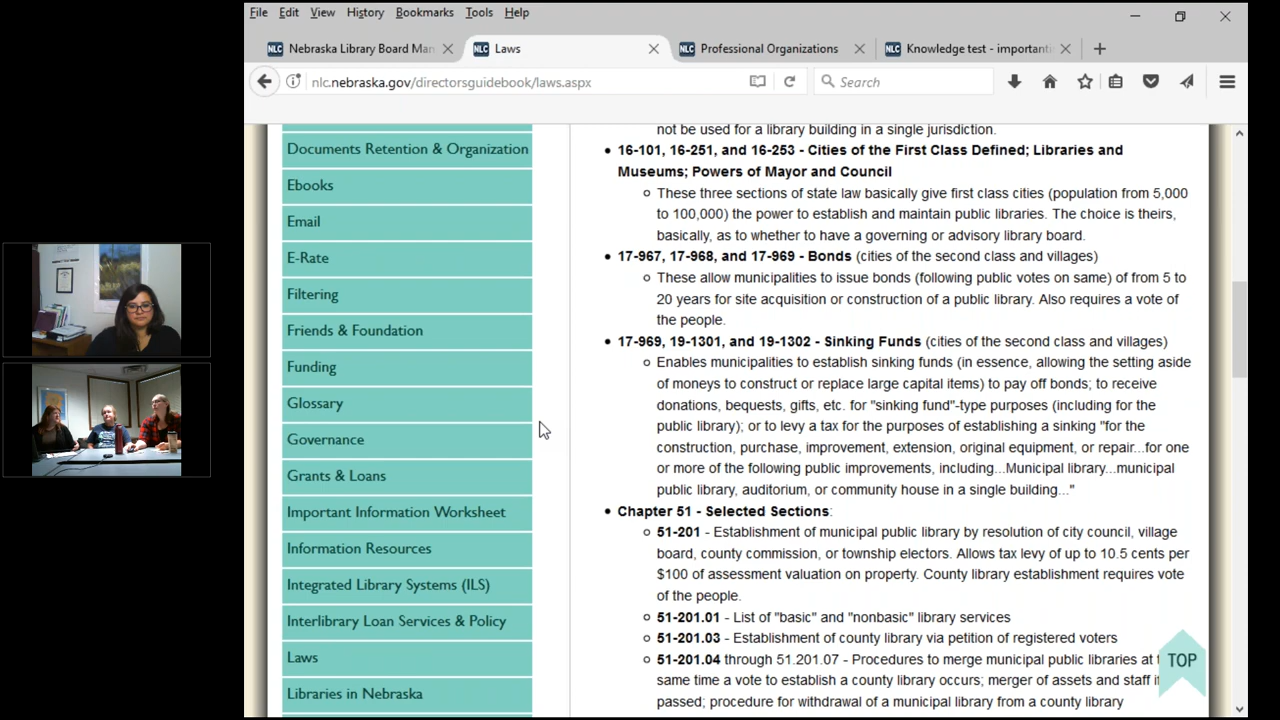 File Edit View History Bookmarks Tools Help
NLC Nebraska Library Board Man
NLC Laws
NLC Professional Organizations
NLC Knowledge test - importanti
nlc.nebraska.gov/directorsguidebook/laws.aspx
Search
Documents Retention & Organization
Ebooks
Email
E-Rate
Filtering
Friends & Foundation
Funding
Glossary
Governance
Grants & Loans
Important Information Worksheet
Information Resources
Integrated Library Systems (ILS)
Interlibrary Loan Services & Policy
Laws
Libraries in Nebraska
not be used for a library building in a single jurisdiction.
16-101, 16-251, and 16-253 - Cities of the First Class Defined; Libraries and
Museums; Powers of Mayor and Council
These three sections of state law basically give first class cities (population from 5,000
to 100,000) the power to establish and maintain public libraries. The choice is theirs,
basically, as to whether to have a governing or advisory library board.
17-967, 17-968, and 17-969 - Bonds (cities of the second class and villages)
These allow municipalities to issue bonds (following public votes on same) of from 5 to
20 years for site acquisition or construction of a public library. Also requires a vote of
the people.
17-969, 19-1301, and 19-1302 - Sinking Funds (cities of the second class and villages)
Enables municipalities to establish sinking funds (in essence, allowing the setting aside
of moneys to construct or replace large capital items) to pay off bonds; to receive
donations, bequests, gifts, etc. for "sinking fund"-type purposes (including for the
public library); or to levy a tax for the purposes of establishing a sinking "for the
construction, purchase, improvement, extension, original equipment, or repair...for one
or more of the following public improvements, including...Municipal library...municipal
public library, auditorium, or community house in a single building..."
Chapter 51 - Selected Sections:
51-201 - Establishment of municipal public library by resolution of city council, village
board, county commission, or township electors. Allows tax levy of up to 10.5 cents per
$100 of assessment valuation on property. County library establishment requires vote
of the people.
51-201.01 - List of "basic" and "nonbasic" library services
51-201.03 - Establishment of county library via petition of registered voters
51-201.04 through 51.201.07 - Procedures to merge municipal public libraries at
same time a vote to establish a county library occurs; merger of assets and staff
passed; procedure for withdrawal of a municipal library from a county library
TOP